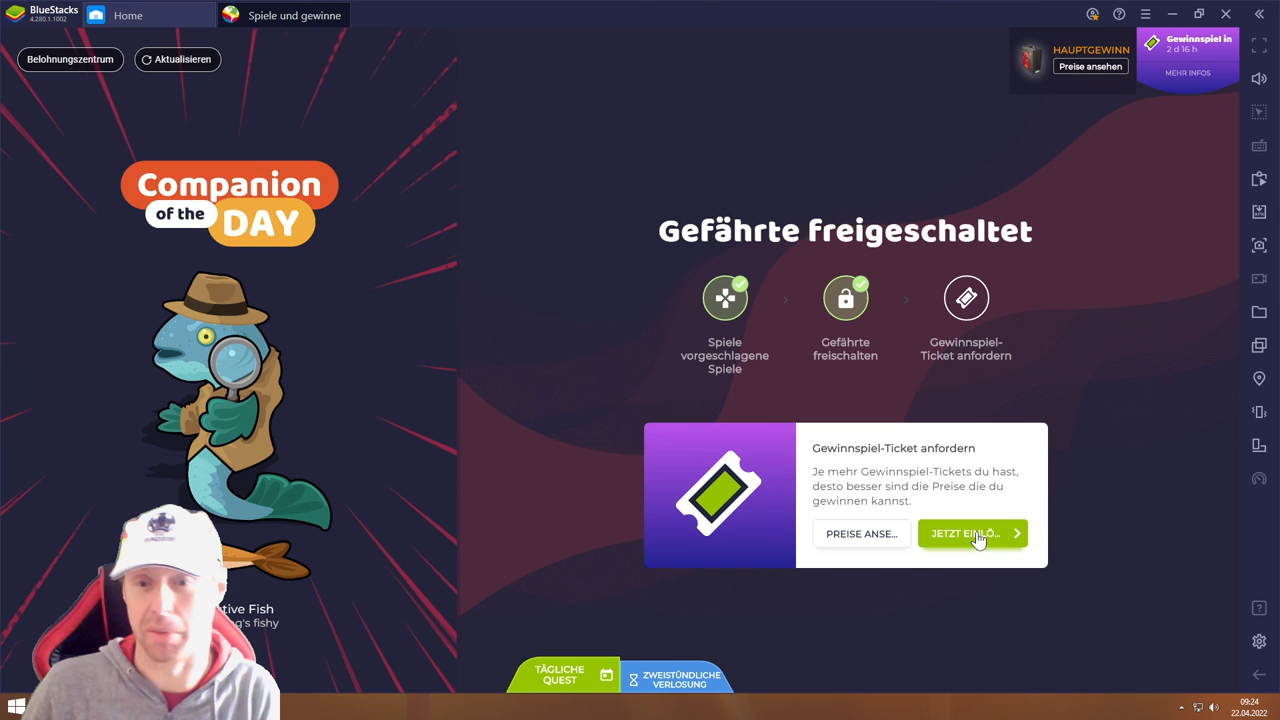 BlueStacks
4.280.1.1002
Home
Spiele und gewinne
Belohnungszentrum
Aktualisieren
HAUPTGEWINN
Preise ansehen
Gewinnspiel in
2 d 16 h
MEHR INFOS
Companion
of the
DAY
Gefährte freigeschaltet
Spiele
vorgeschlagene
Spiele
Gefährte
freischalten
Gewinnspiel-
Ticket anfordern
Gewinnspiel-Ticket anfordern
Je mehr Gewinnspiel-Tickets du hast,
desto besser sind die Preise die du
gewinnen kannst.
PREISE ANSE...
JETZT EINLÖ...
tive Fish
g's fishy
TÄGLICHE
QUEST
ZWEISTÜNDLICHE
VERLOSUNG
09:24
22.04.2022